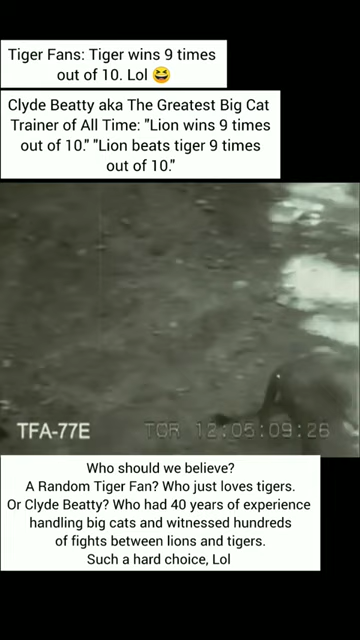 Tiger Fans: Tiger wins 9 times
out of 10. Lol 😆
Clyde Beatty aka The Greatest Big Cat
Trainer of All Time: "Lion wins 9 times
out of 10." "Lion beats tiger 9 times
out of 10."
TFA-77E
TCR 12:05:09:26
Who should we believe?
A Random Tiger Fan? Who just loves tigers.
Or Clyde Beatty? Who had 40 years of experience
handling big cats and witnessed hundreds
of fights between lions and tigers.
Such a hard choice, Lol